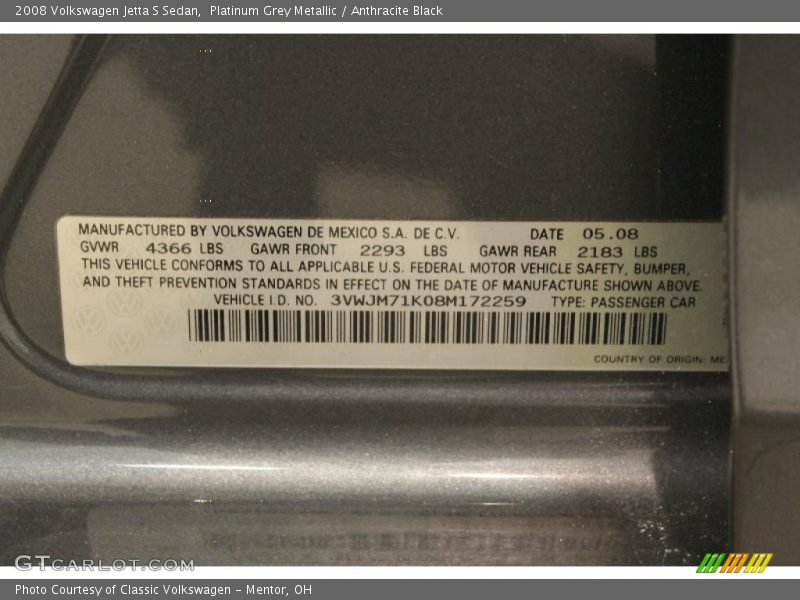 2008 Volkswagen Jetta S Sedan, Platinum Grey Metallic / Anthracite Black
MANUFACTURED BY VOLKSWAGEN DE MEXICO S.A. DE C.V. DATE 05.08
GVWR 4366 LBS GAWR FRONT 2293 LBS GAWR REAR 2183 LBS
THIS VEHICLE CONFORMS TO ALL APPLICABLE U.S. FEDERAL MOTOR VEHICLE SAFETY, BUMPER,
AND THEFT PREVENTION STANDARDS IN EFFECT ON THE DATE OF MANUFACTURE SHOWN ABOVE.
VEHICLE I.D. NO. 3VWJM71K08M172259 TYPE: PASSENGER CAR
COUNTRY OF ORIGIN: ME
GTcarlot.com
Photo Courtesy of Classic Volkswagen - Mentor, OH